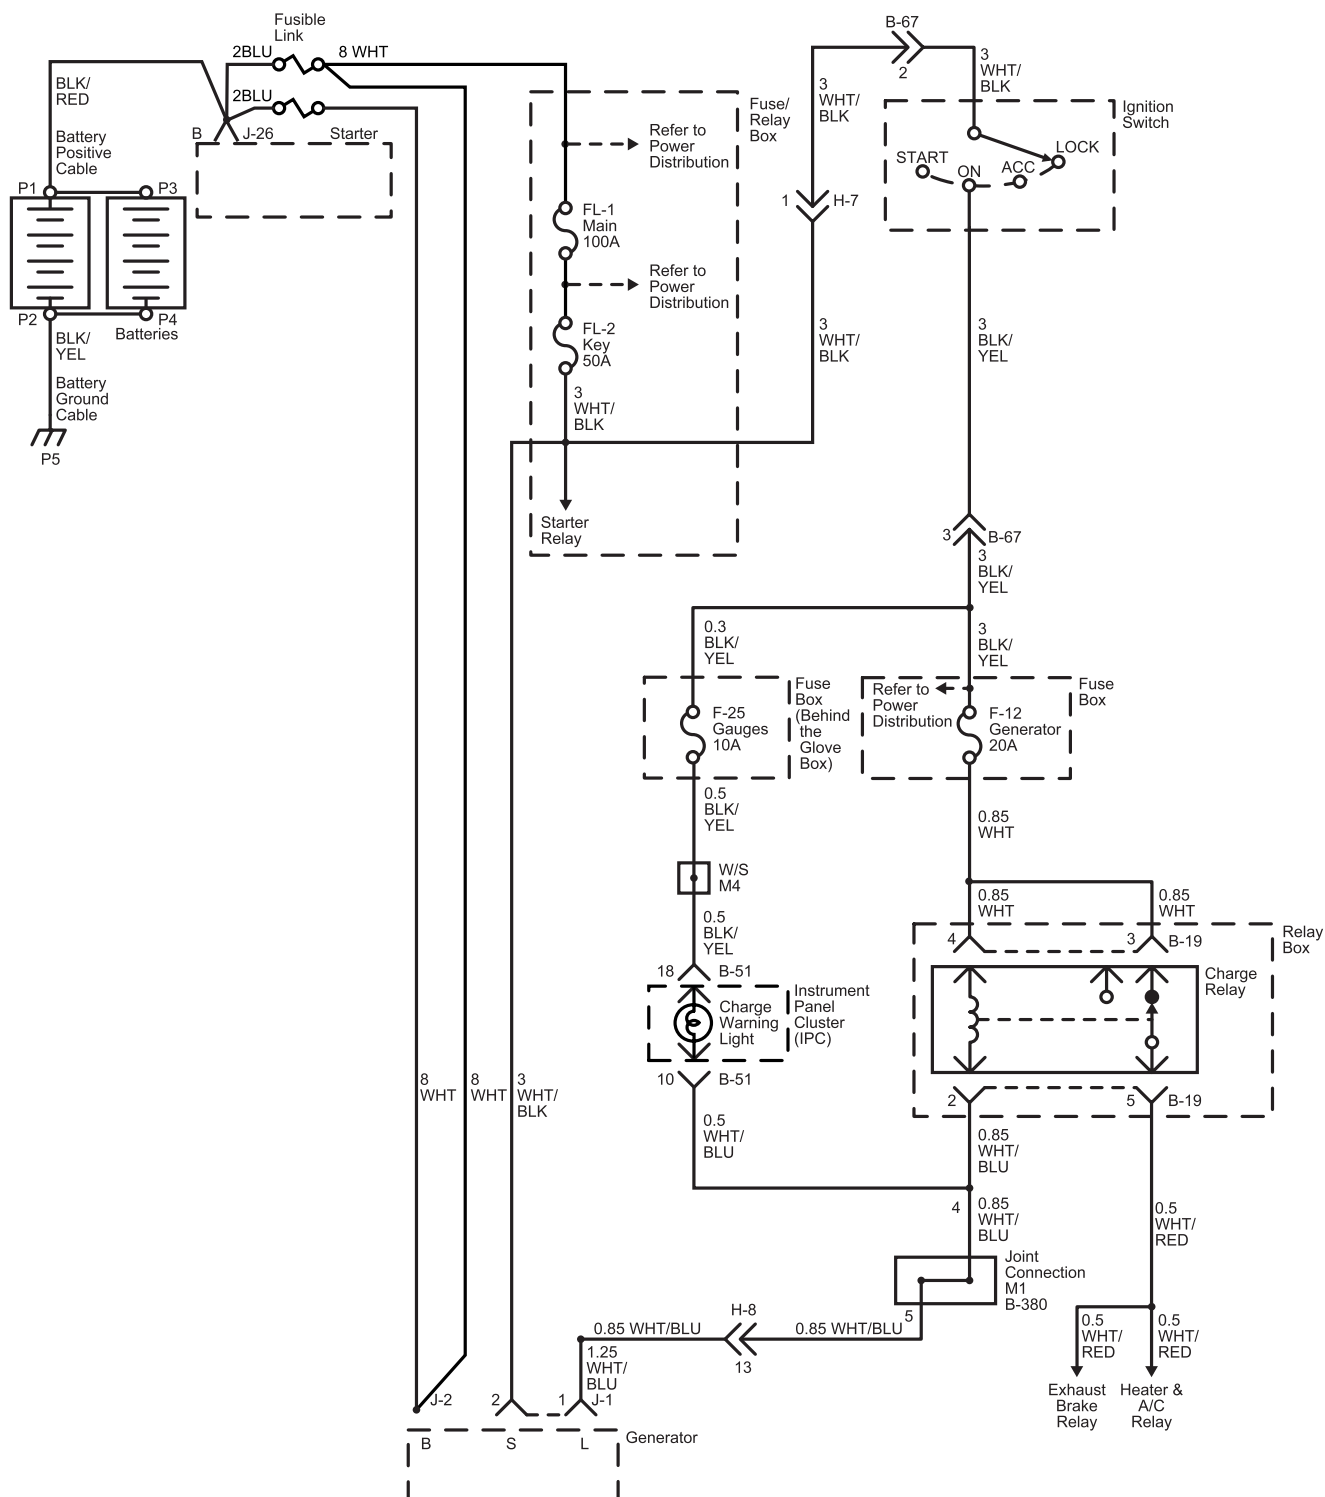 B-67
Fusible
Link
2BLU
8 WHT
2
3
WHT/
BLK
BLK/
RED
2BLU
3
WHT/
BLK
Fuse/
Relay
Box
Ignition
Switch
B
J-26
Starter
Refer to
Power
Distribution
Battery
Positive
Cable
START
ON
ACC
LOCK
P1
P3
1
H-7
FL-1
Main
100A
Refer to
Power
Distribution
P2
P4
Batteries
BLK/
YEL
FL-2
Key
50A
3
WHT/
BLK
3
BLK/
YEL
Battery
Ground
Cable
3
WHT/
BLK
P5
Starter
Relay
3
B-67
3
BLK/
YEL
0.3
BLK/
YEL
3
BLK/
YEL
Fuse
Box
(Behind
the
Glove
Box)
Refer to
Power
Distribution
Fuse
Box
F-25
Gauges
10A
F-12
Generator
20A
0.5
BLK/
YEL
0.85
WHT
W/S
M4
0.85
WHT
0.85
WHT
0.5
BLK/
YEL
4
3
B-19
Relay
Box
18
B-51
Charge
Relay
Charge
Warning
Light
Instrument
Panel
Cluster
(IPC)
10
B-51
8
WHT
8
WHT
3
WHT/
BLK
2
5
B-19
0.5
WHT/
BLU
0.85
WHT/
BLU
4
0.85
WHT/
BLU
0.5
WHT/
RED
Joint
Connection
M1
B-380
5
H-8
0.85 WHT/BLU
0.85 WHT/BLU
13
0.5
WHT/
RED
0.5
WHT/
RED
1.25
WHT/
BLU
J-2
2
1
J-1
Exhaust
Brake
Relay
Heater &
A/C
Relay
B
S
L
Generator